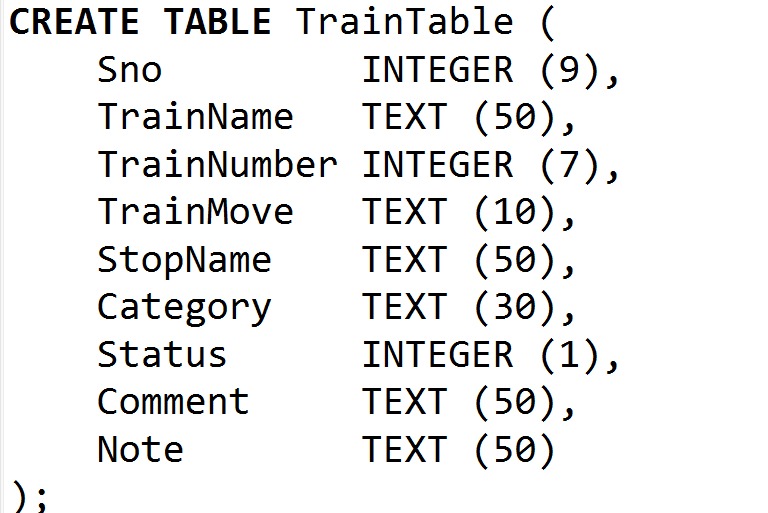 CREATE TABLE TrainTable (
    Sno         INTEGER (9),
    TrainName   TEXT (50),
    TrainNumber INTEGER (7),
    TrainMove   TEXT (10),
    StopName    TEXT (50),
    Category    TEXT (30),
    Status      INTEGER (1),
    Comment     TEXT (50),
    Note        TEXT (50)
);